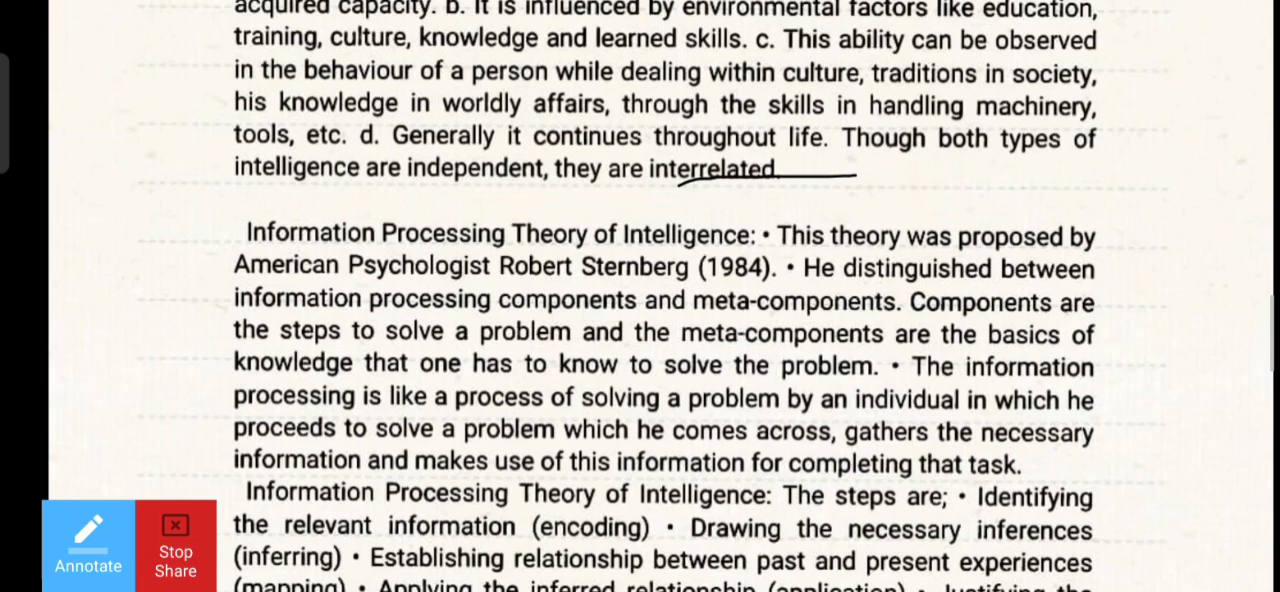 acquired capacity. b. It is influenced by environmental factors like education,
training, culture, knowledge and learned skills. c. This ability can be observed
in the behaviour of a person while dealing within culture, traditions in society,
his knowledge in worldly affairs, through the skills in handling machinery,
tools, etc. d. Generally it continues throughout life. Though both types of
intelligence are independent, they are interrelated.
Information Processing Theory of Intelligence: • This theory was proposed by
American Psychologist Robert Sternberg (1984). • He distinguished between
information processing components and meta-components. Components are
the steps to solve a problem and the meta-components are the basics of
knowledge that one has to know to solve the problem. • The information
processing is like a process of solving a problem by an individual in which he
proceeds to solve a problem which he comes across, gathers the necessary
information and makes use of this information for completing that task.
Information Processing Theory of Intelligence: The steps are; • Identifying
the relevant information (encoding) • Drawing the necessary inferences
(inferring) • Establishing relationship between past and present experiences
(mapping) • Applying the inferred relationship (application) • Justifying the
Annotate
Stop
Share